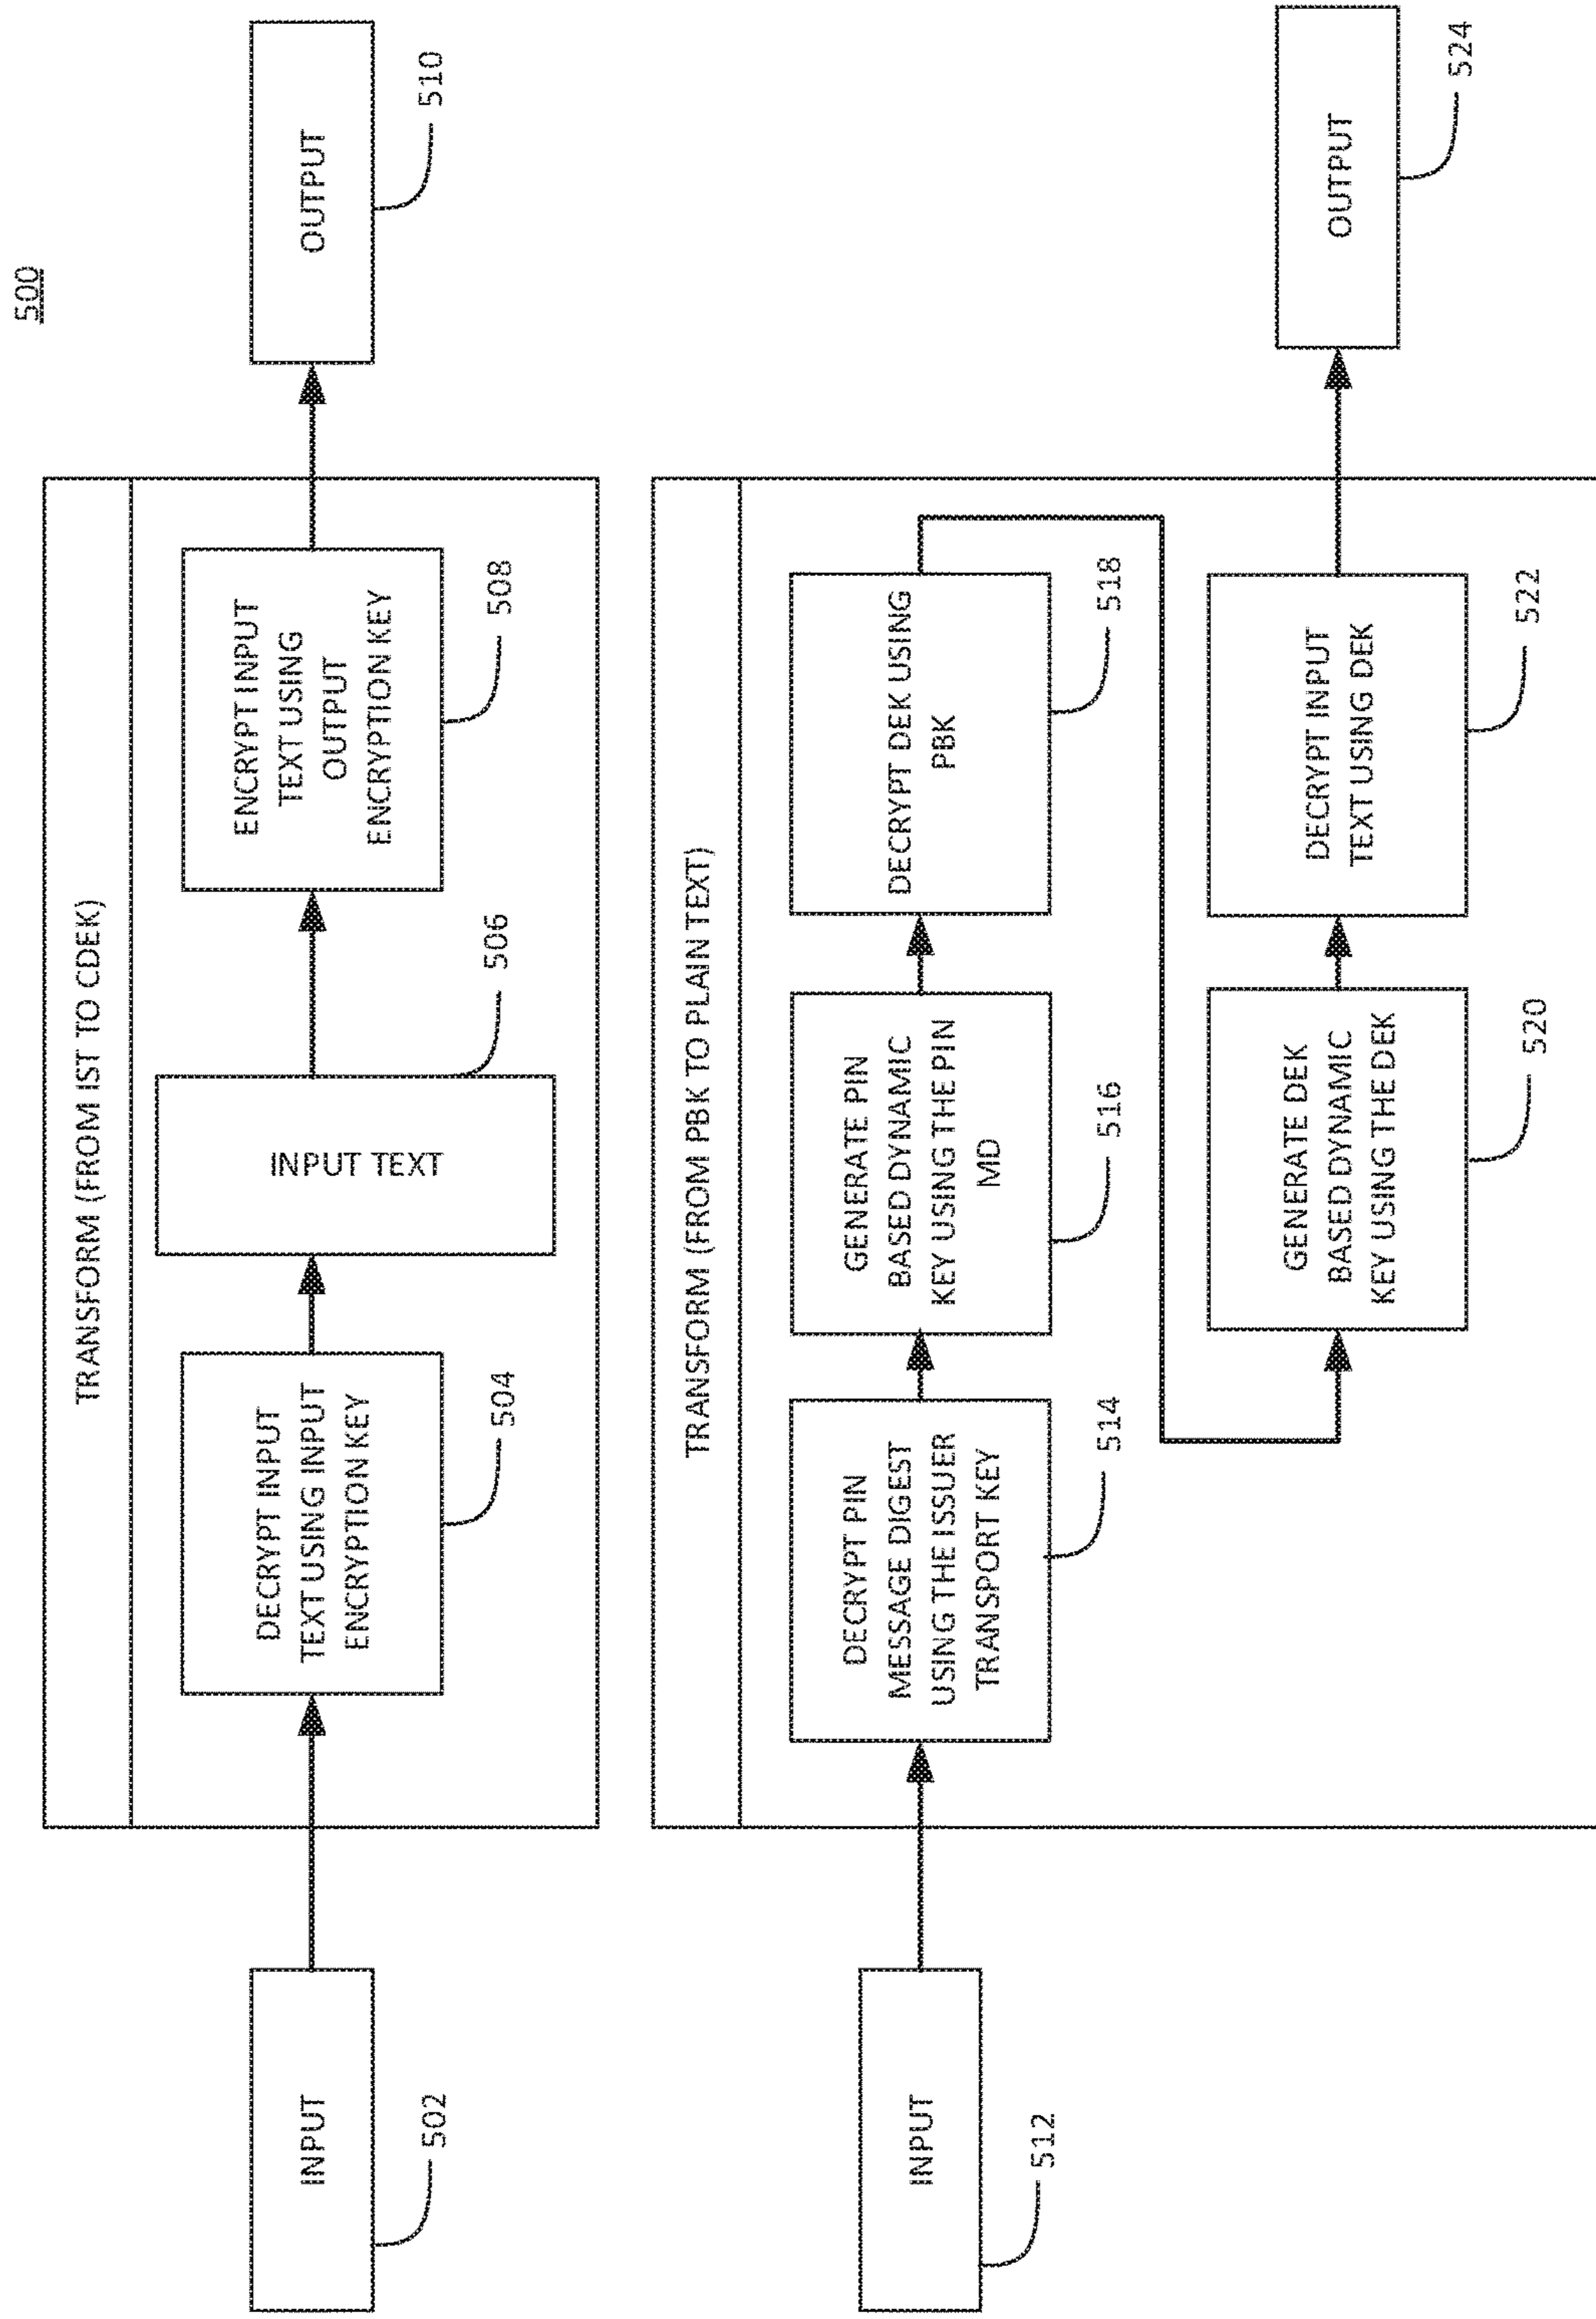 500
TRANSFORM (FROM IST TO CDEK)
INPUT
502
DECRYPT INPUT
TEXT USING INPUT
ENCRYPTION KEY
504
INPUT TEXT
506
ENCRYPT INPUT
TEXT USING
OUTPUT
ENCRYPTION KEY
508
OUTPUT
510
TRANSFORM (FROM PBK TO PLAIN TEXT)
INPUT
512
DECRYPT PIN
MESSAGE DIGEST
USING THE ISSUER
TRANSPORT KEY
514
GENERATE PIN
BASED DYNAMIC
KEY USING THE PIN
MD
516
DECRYPT DEK USING
PBK
518
GENERATE DEK
BASED DYNAMIC
KEY USING THE DEK
520
DECRYPT INPUT
TEXT USING DEK
522
OUTPUT
524